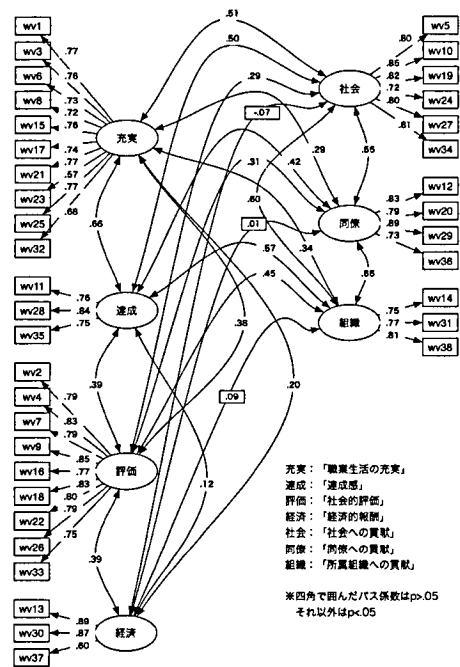 wv1
wv3
wv6
wv8
wv15
wv17
wv21
wv23
wv25
wv32
.77
.76
.73
.72
.76
.74
.77
.57
.77
.77
.68
充実
.51
.50
.29
-.07
.31
.42
.29
.60
.01
.57
.34
.45
.38
.09
.20
.12
.66
.39
.39
wv5
wv10
wv19
wv24
wv27
wv34
.80
.85
.82
.72
.80
.81
社会
.55
wv12
wv20
wv29
wv36
.83
.79
.89
.73
同僚
.65
wv14
wv31
wv38
.75
.77
.81
組織
wv11
wv28
wv35
.76
.84
.75
達成
wv2
wv4
wv7
wv9
wv16
wv18
wv22
wv26
wv33
.79
.83
.79
.85
.77
.83
.80
.79
.75
評価
wv13
wv30
wv37
.89
.87
.60
経済
充実：「職業生活の充実」
達成：「達成感」
評価：「社会的評価」
経済：「経済的報酬」
社会：「社会への貢献」
同僚：「同僚への貢献」
組織：「所属組織への貢献」
※四角で囲んだパス係数はp>.05
それ以外はp<.05